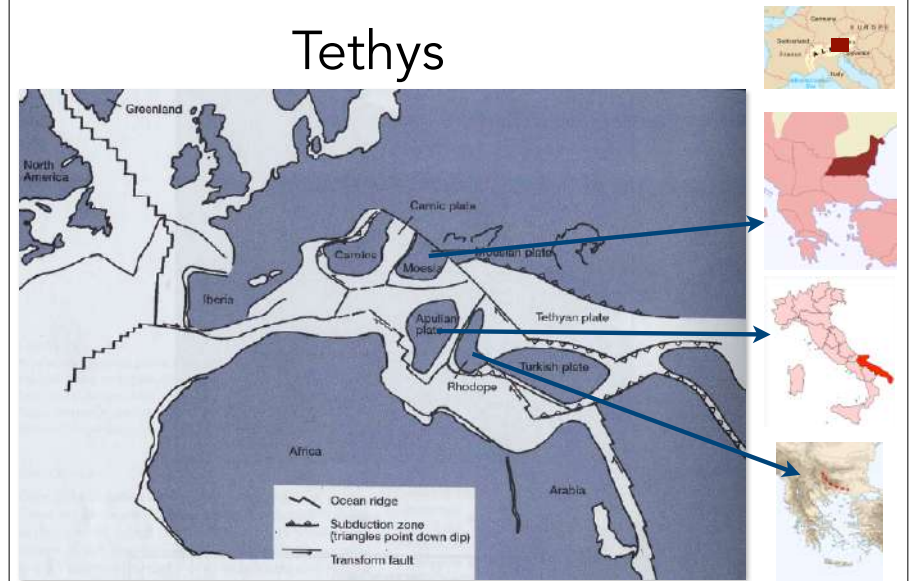 Tethys
Greenland
North
America
Carnic plate
Carnics
Moesia
Moesian plate
Iberia
Apulian
plate
Tethyan plate
Turkish plate
Rhodope
Africa
Arabia
Ocean ridge
Subduction zone
(triangles point down dip)
Transform fault
Germany
EUROPE
Switzerland
Slovenia
Italy